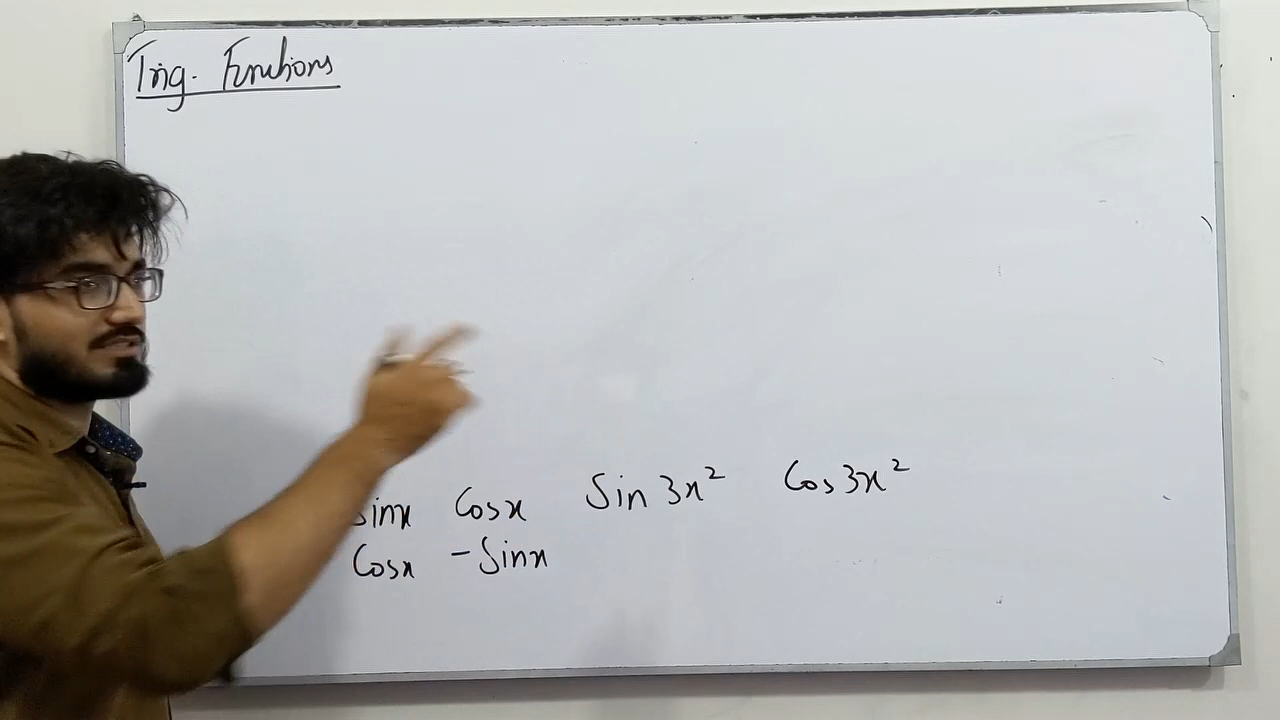 Trig. Functions
Sinx Cosx Sin 3x² Cos 3x²
Cosx -Sinx